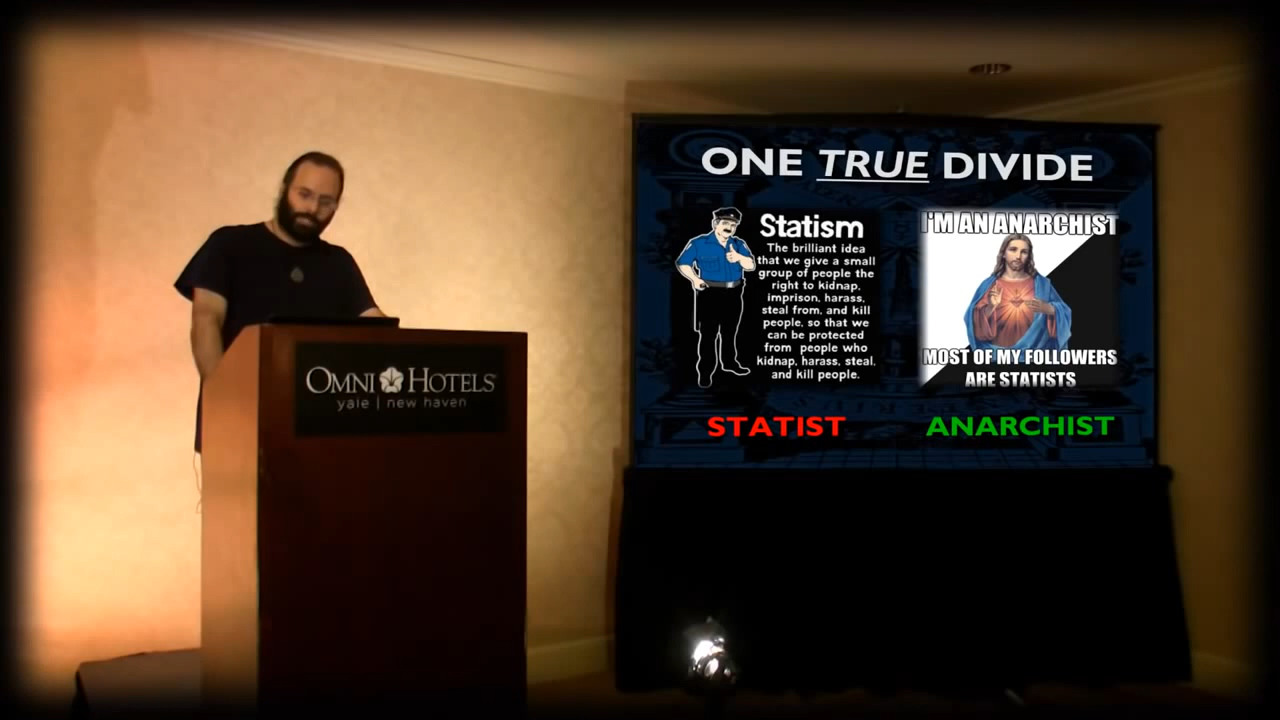 OMNI HOTELS
yale | new haven
ONE TRUE DIVIDE
Statism
The brilliant idea
that we give a small
group of people the
right to kidnap,
imprison, harass,
steal from, and kill
people, so that we
can be protected
from people who
kidnap, harass, steal,
and kill people.
I'M AN ANARCHIST
MOST OF MY FOLLOWERS
ARE STATISTS
STATIST
ANARCHIST